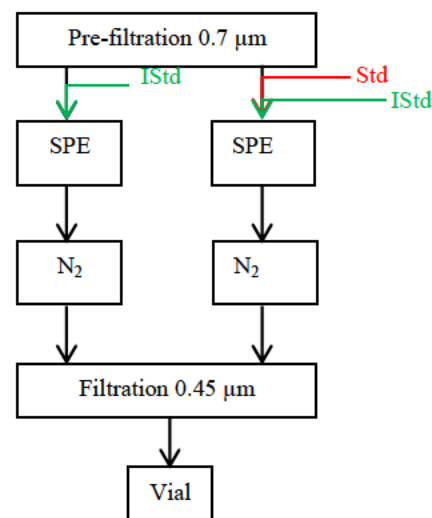 Pre-filtration 0.7 µm
IStd
Std
IStd
SPE
SPE
N₂
N₂
Filtration 0.45 µm
Vial